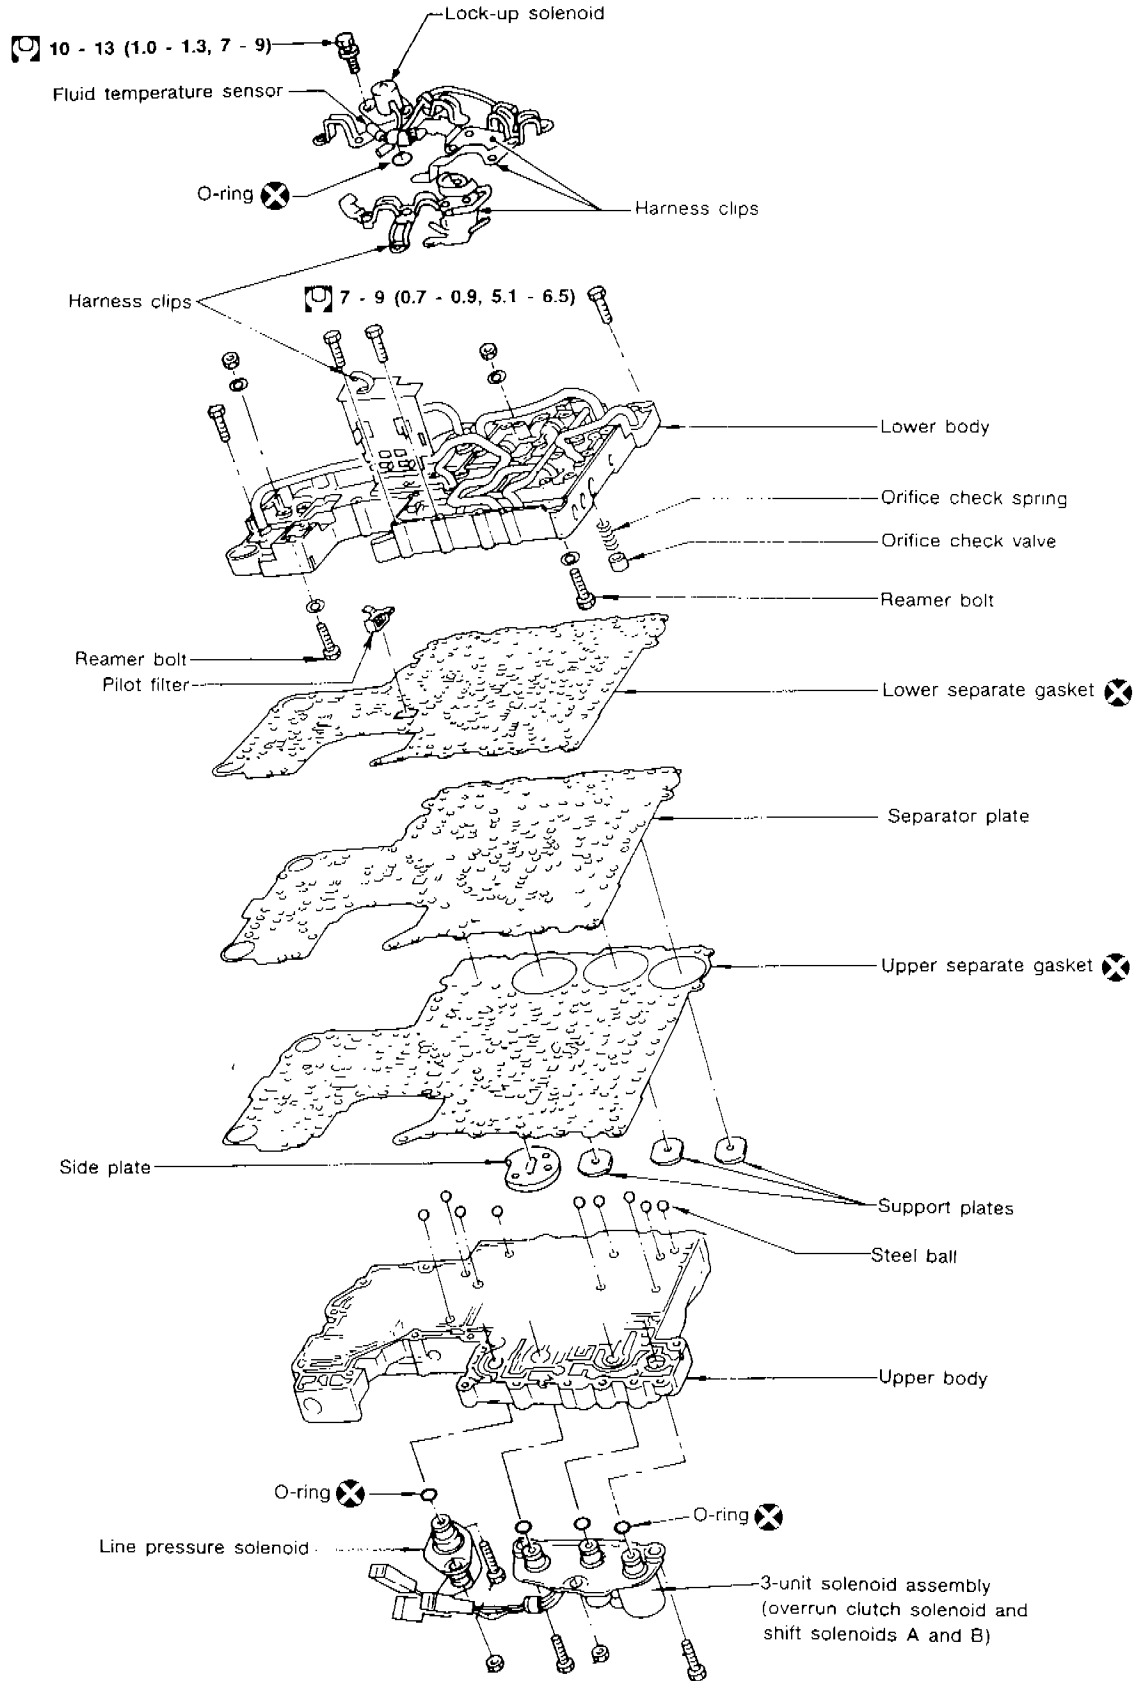 Lock-up solenoid
10 - 13 (1.0 - 1.3, 7 - 9)
Fluid temperature sensor
O-ring
Harness clips
Harness clips
7 - 9 (0.7 - 0.9, 5.1 - 6.5)
Lower body
Orifice check spring
Orifice check valve
Reamer bolt
Reamer bolt
Pilot filter
Lower separate gasket
Separator plate
Upper separate gasket
Side plate
Support plates
Steel ball
Upper body
O-ring
O-ring
Line pressure solenoid
3-unit solenoid assembly
(overrun clutch solenoid and
shift solenoids A and B)